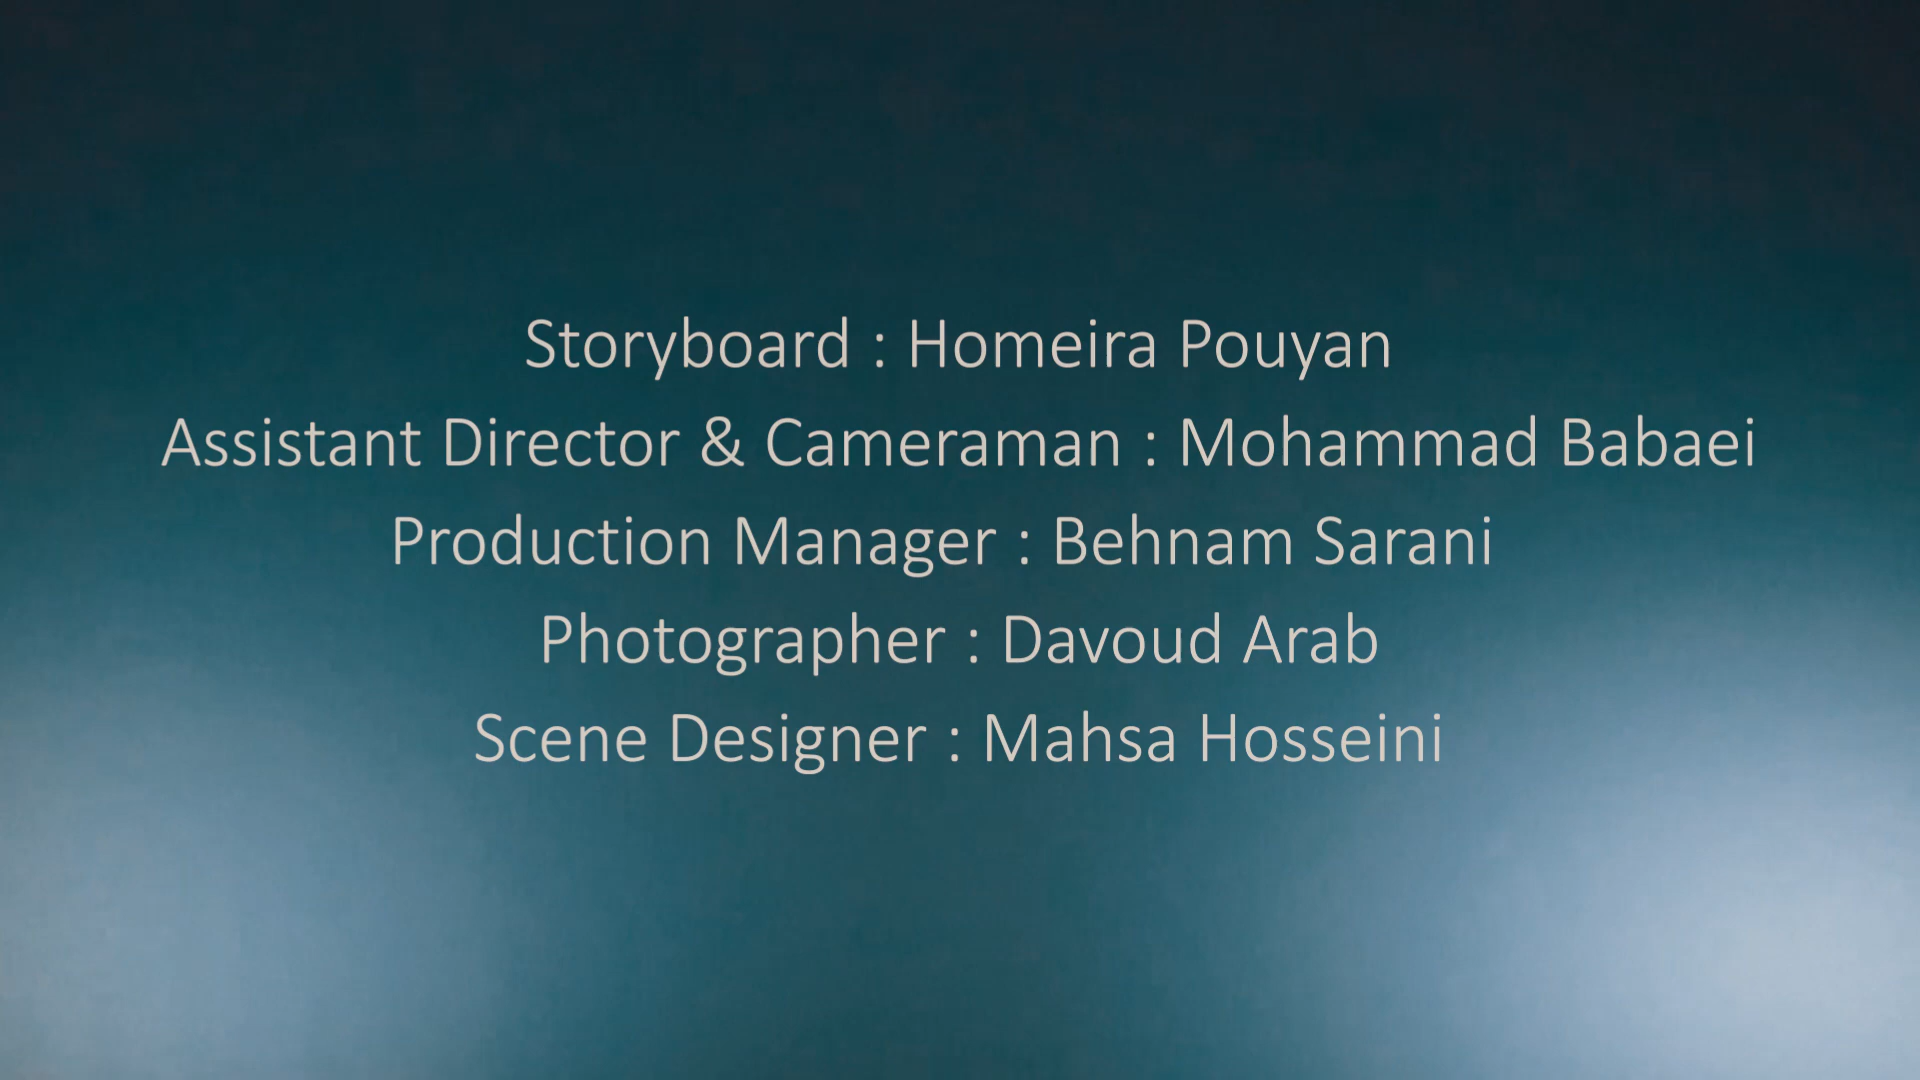 Storyboard : Homeira Pouyan
Assistant Director & Cameraman : Mohammad Babaei
Production Manager : Behnam Sarani
Photographer : Davoud Arab
Scene Designer : Mahsa Hosseini